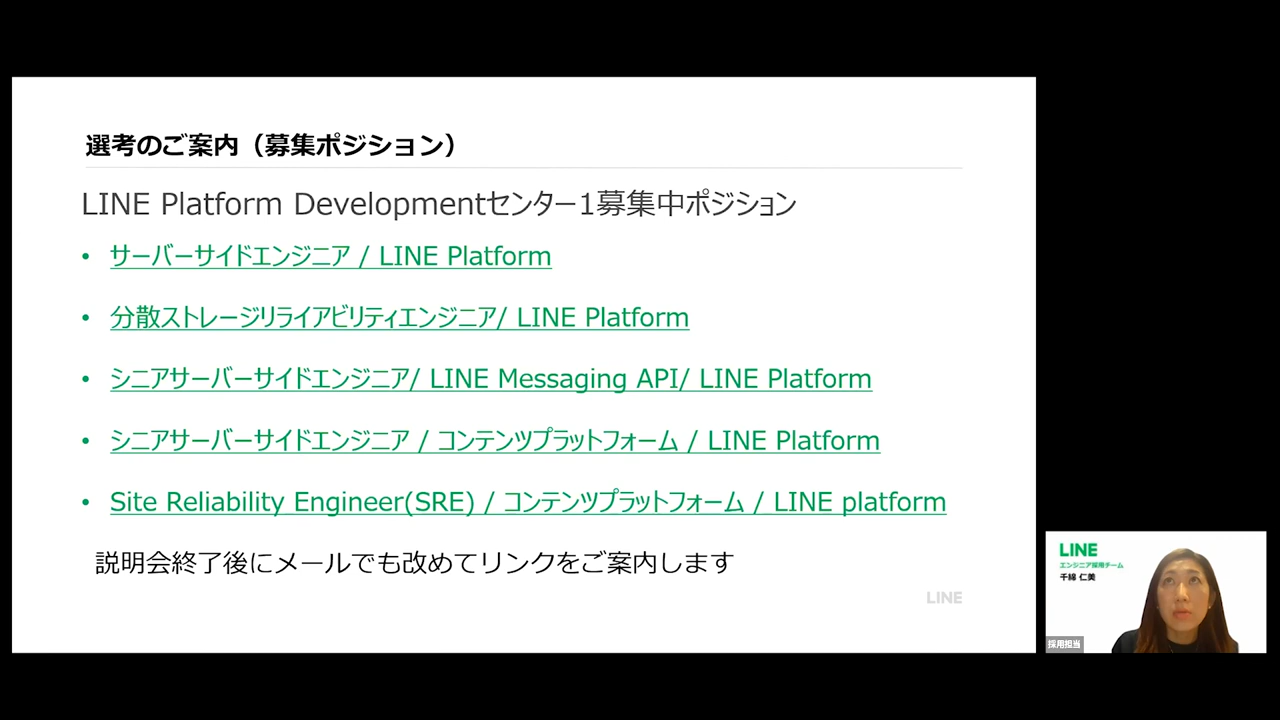 選考のご案内（募集ポジション）
LINE Platform Developmentセンター1募集中ポジション
• サーバーサイドエンジニア / LINE Platform
• 分散ストレージリライアビリティエンジニア/ LINE Platform
• シニアサーバーサイドエンジニア/ LINE Messaging API/ LINE Platform
• シニアサーバーサイドエンジニア / コンテンツプラットフォーム / LINE Platform
• Site Reliability Engineer(SRE) / コンテンツプラットフォーム / LINE platform
説明会終了後にメールでも改めてリンクをご案内します
LINE
LINE
エンジニア採用チーム
千綿 仁美
採用担当